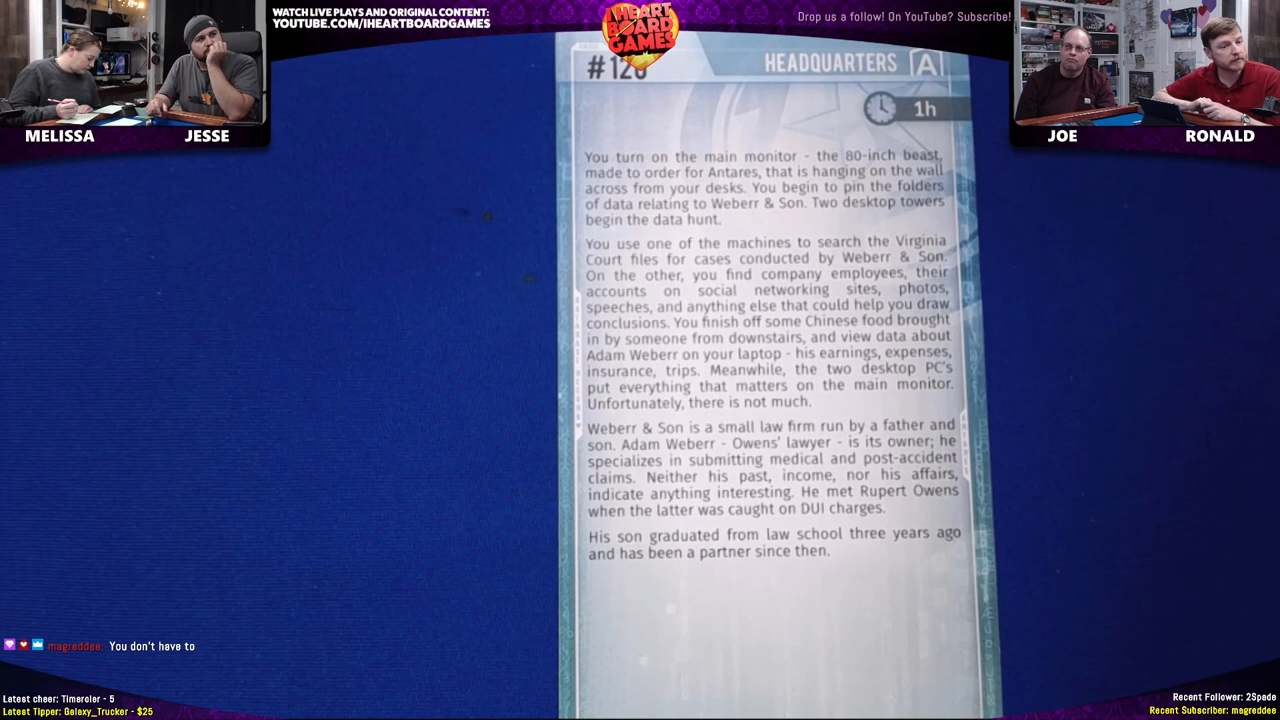 WATCH LIVE PLAYS AND ORIGINAL CONTENT:
YOUTUBE.COM/IHEARTBOARDGAMES
I HEART
BOARD
GAMES
Drop us a follow! On YouTube? Subscribe!
MELISSA
JESSE
JOE
RONALD
#120
HEADQUARTERS A
1h
You turn on the main monitor - the 80-inch beast,
made to order for Antares, that is hanging on the wall
across from your desks. You begin to pin the folders
of data relating to Weberr & Son. Two desktop towers
begin the data hunt.
You use one of the machines to search the Virginia
Court files for cases conducted by Weberr & Son.
On the other, you find company employees, their
accounts on social networking sites, photos,
speeches, and anything else that could help you draw
conclusions. You finish off some Chinese food brought
in by someone from downstairs, and view data about
Adam Weberr on your laptop - his earnings, expenses,
insurance, trips. Meanwhile, the two desktop PC's
put everything that matters on the main monitor.
Unfortunately, there is not much.
Weberr & Son is a small law firm run by a father and
son. Adam Weberr - Owens' lawyer - is its owner; he
specializes in submitting medical and post-accident
claims. Neither his past, income, nor his affairs,
indicate anything interesting. He met Rupert Owens
when the latter was caught on DUI charges.
His son graduated from law school three years ago
and has been a partner since then.
magreddee: You don't have to
Latest cheer: Timeroler - 5
Latest Tipper: Galaxy_Trucker - $25
Recent Follower: 2Spade
Recent Subscriber: magreddee